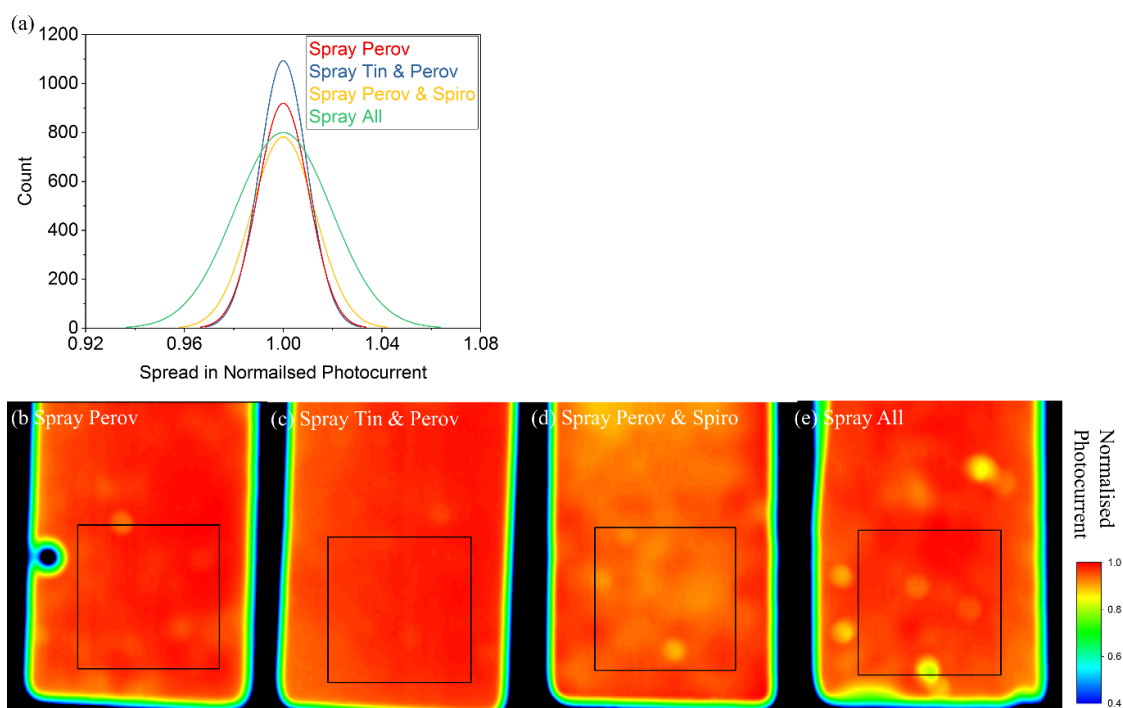 (a)
1200
1000
800
600
400
200
0
Count
Spray Perov
Spray Tin & Perov
Spray Perov & Spiro
Spray All
0.92 0.96 1.00 1.04 1.08
Spread in Normailsed Photocurrent
(b Spray Perov
(c) Spray Tin & Perov
(d) Spray Perov & Spiro
(e) Spray All
Normalised
Photocurrent
1.0
0.8
0.6
0.4